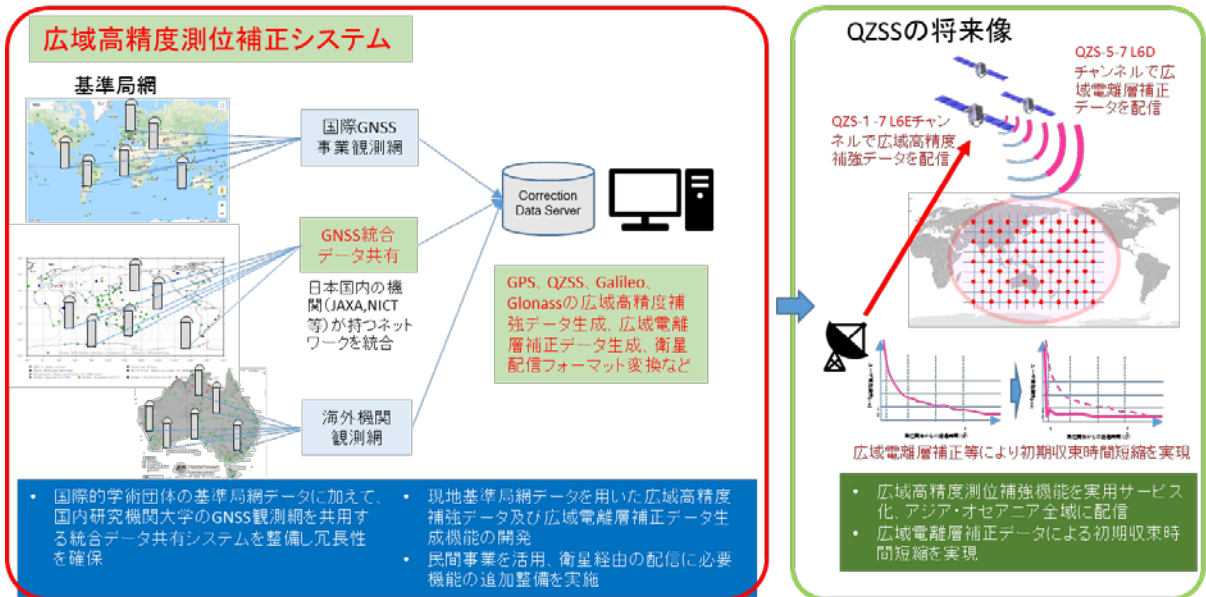 広域高精度測位補正システム
基準局網
国際GNSS
事業観測網
GNSS統合
データ共有
日本国内の機
関(JAXA,NICT
等)が持つネット
ワークを統合
海外機関
観測網
Correction
Data Server
GPS、QZSS、Galileo、
Glonassの広域高精度補
強データ生成、広域電離
層補正データ生成、衛星
配信フォーマット変換など
• 国際的学術団体の基準局網データに加えて、
国内研究機関大学のGNSS観測網を共用す
る統合データ共有システムを整備し冗長性
を確保
• 現地基準局網データを用いた広域高精度
補強データ及び広域電離層補正データ生
成機能の開発
• 民間事業を活用、衛星経由の配信に必要
機能の追加整備を実施
QZSSの将来像
QZS-5-7 L6D
チャンネルで広
域電離層補正
データを配信
QZS-1 -7 L6Eチャン
ネルで広域高精度
補強データを配信
広域電離層補正等により初期収束時間短縮を実現
• 広域高精度測位補強機能を実用サービス
化、アジア・オセアニア全域に配信
• 広域電離層補正データによる初期収束時
間短縮を実現